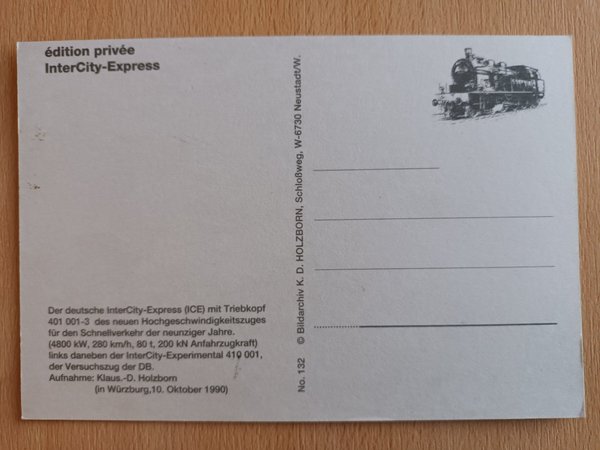 édition privée
InterCity-Express
Der deutsche InterCity-Express (ICE) mit Triebkopf
401 001-3 des neuen Hochgeschwindigkeitszuges
für den Schnellverkehr der neunziger Jahre.
(4800 kW, 280 km/h, 80 t, 200 kN Anfahrzugkraft)
links daneben der InterCity-Experimental 410 001,
der Versuchszug der DB.
Aufnahme: Klaus.-D. Holzborn
(in Würzburg,10. Oktober 1990)
No. 132 © Bildarchiv K. D. HOLZBORN, Schloßweg, W-6730 Neustadt/W.